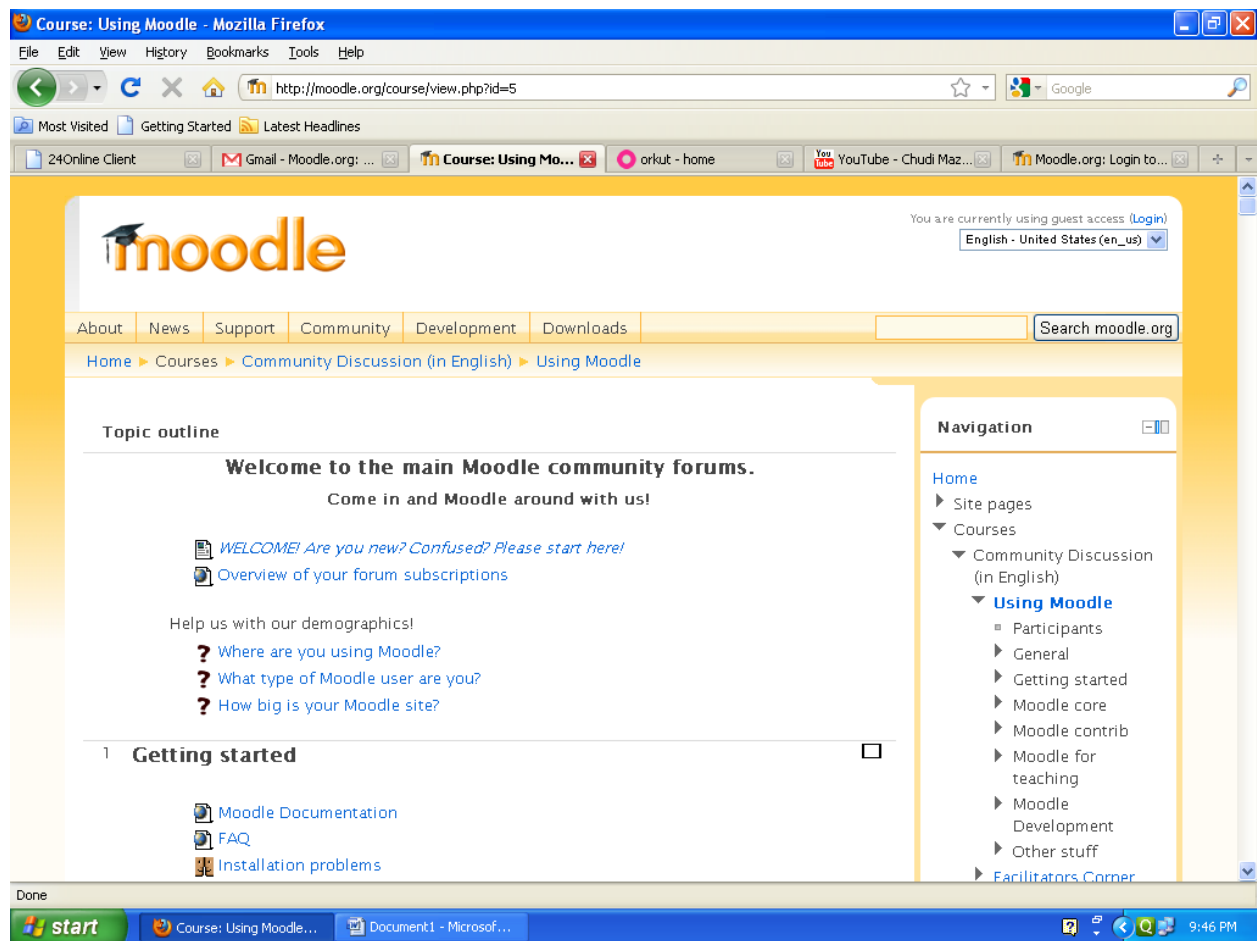 Course: Using Moodle - Mozilla Firefox
File Edit View History Bookmarks Tools Help
http://moodle.org/course/view.php?id=5
Google
Most Visited Getting Started Latest Headlines
24Online Client Gmail - Moodle.org: ... Course: Using Mo... orkut - home YouTube - Chudi Maz... Moodle.org: Login to...
You are currently using guest access (Login)
moodle
English - United States (en_us)
About News Support Community Development Downloads Search moodle.org
Home ► Courses ► Community Discussion (in English) ► Using Moodle
Topic outline
Welcome to the main Moodle community forums.
Come in and Moodle around with us!
WELCOME! Are you new? Confused? Please start here!
Overview of your forum subscriptions
Help us with our demographics!
Where are you using Moodle?
What type of Moodle user are you?
How big is your Moodle site?
1 Getting started
Moodle Documentation
FAQ
Installation problems
Navigation
Home
Site pages
Courses
Community Discussion
(in English)
Using Moodle
Participants
General
Getting started
Moodle core
Moodle contrib
Moodle for
teaching
Moodle
Development
Other stuff
Facilitators Corner
Done
start Course: Using Moodle... Document1 - Microsof... 9:46 PM